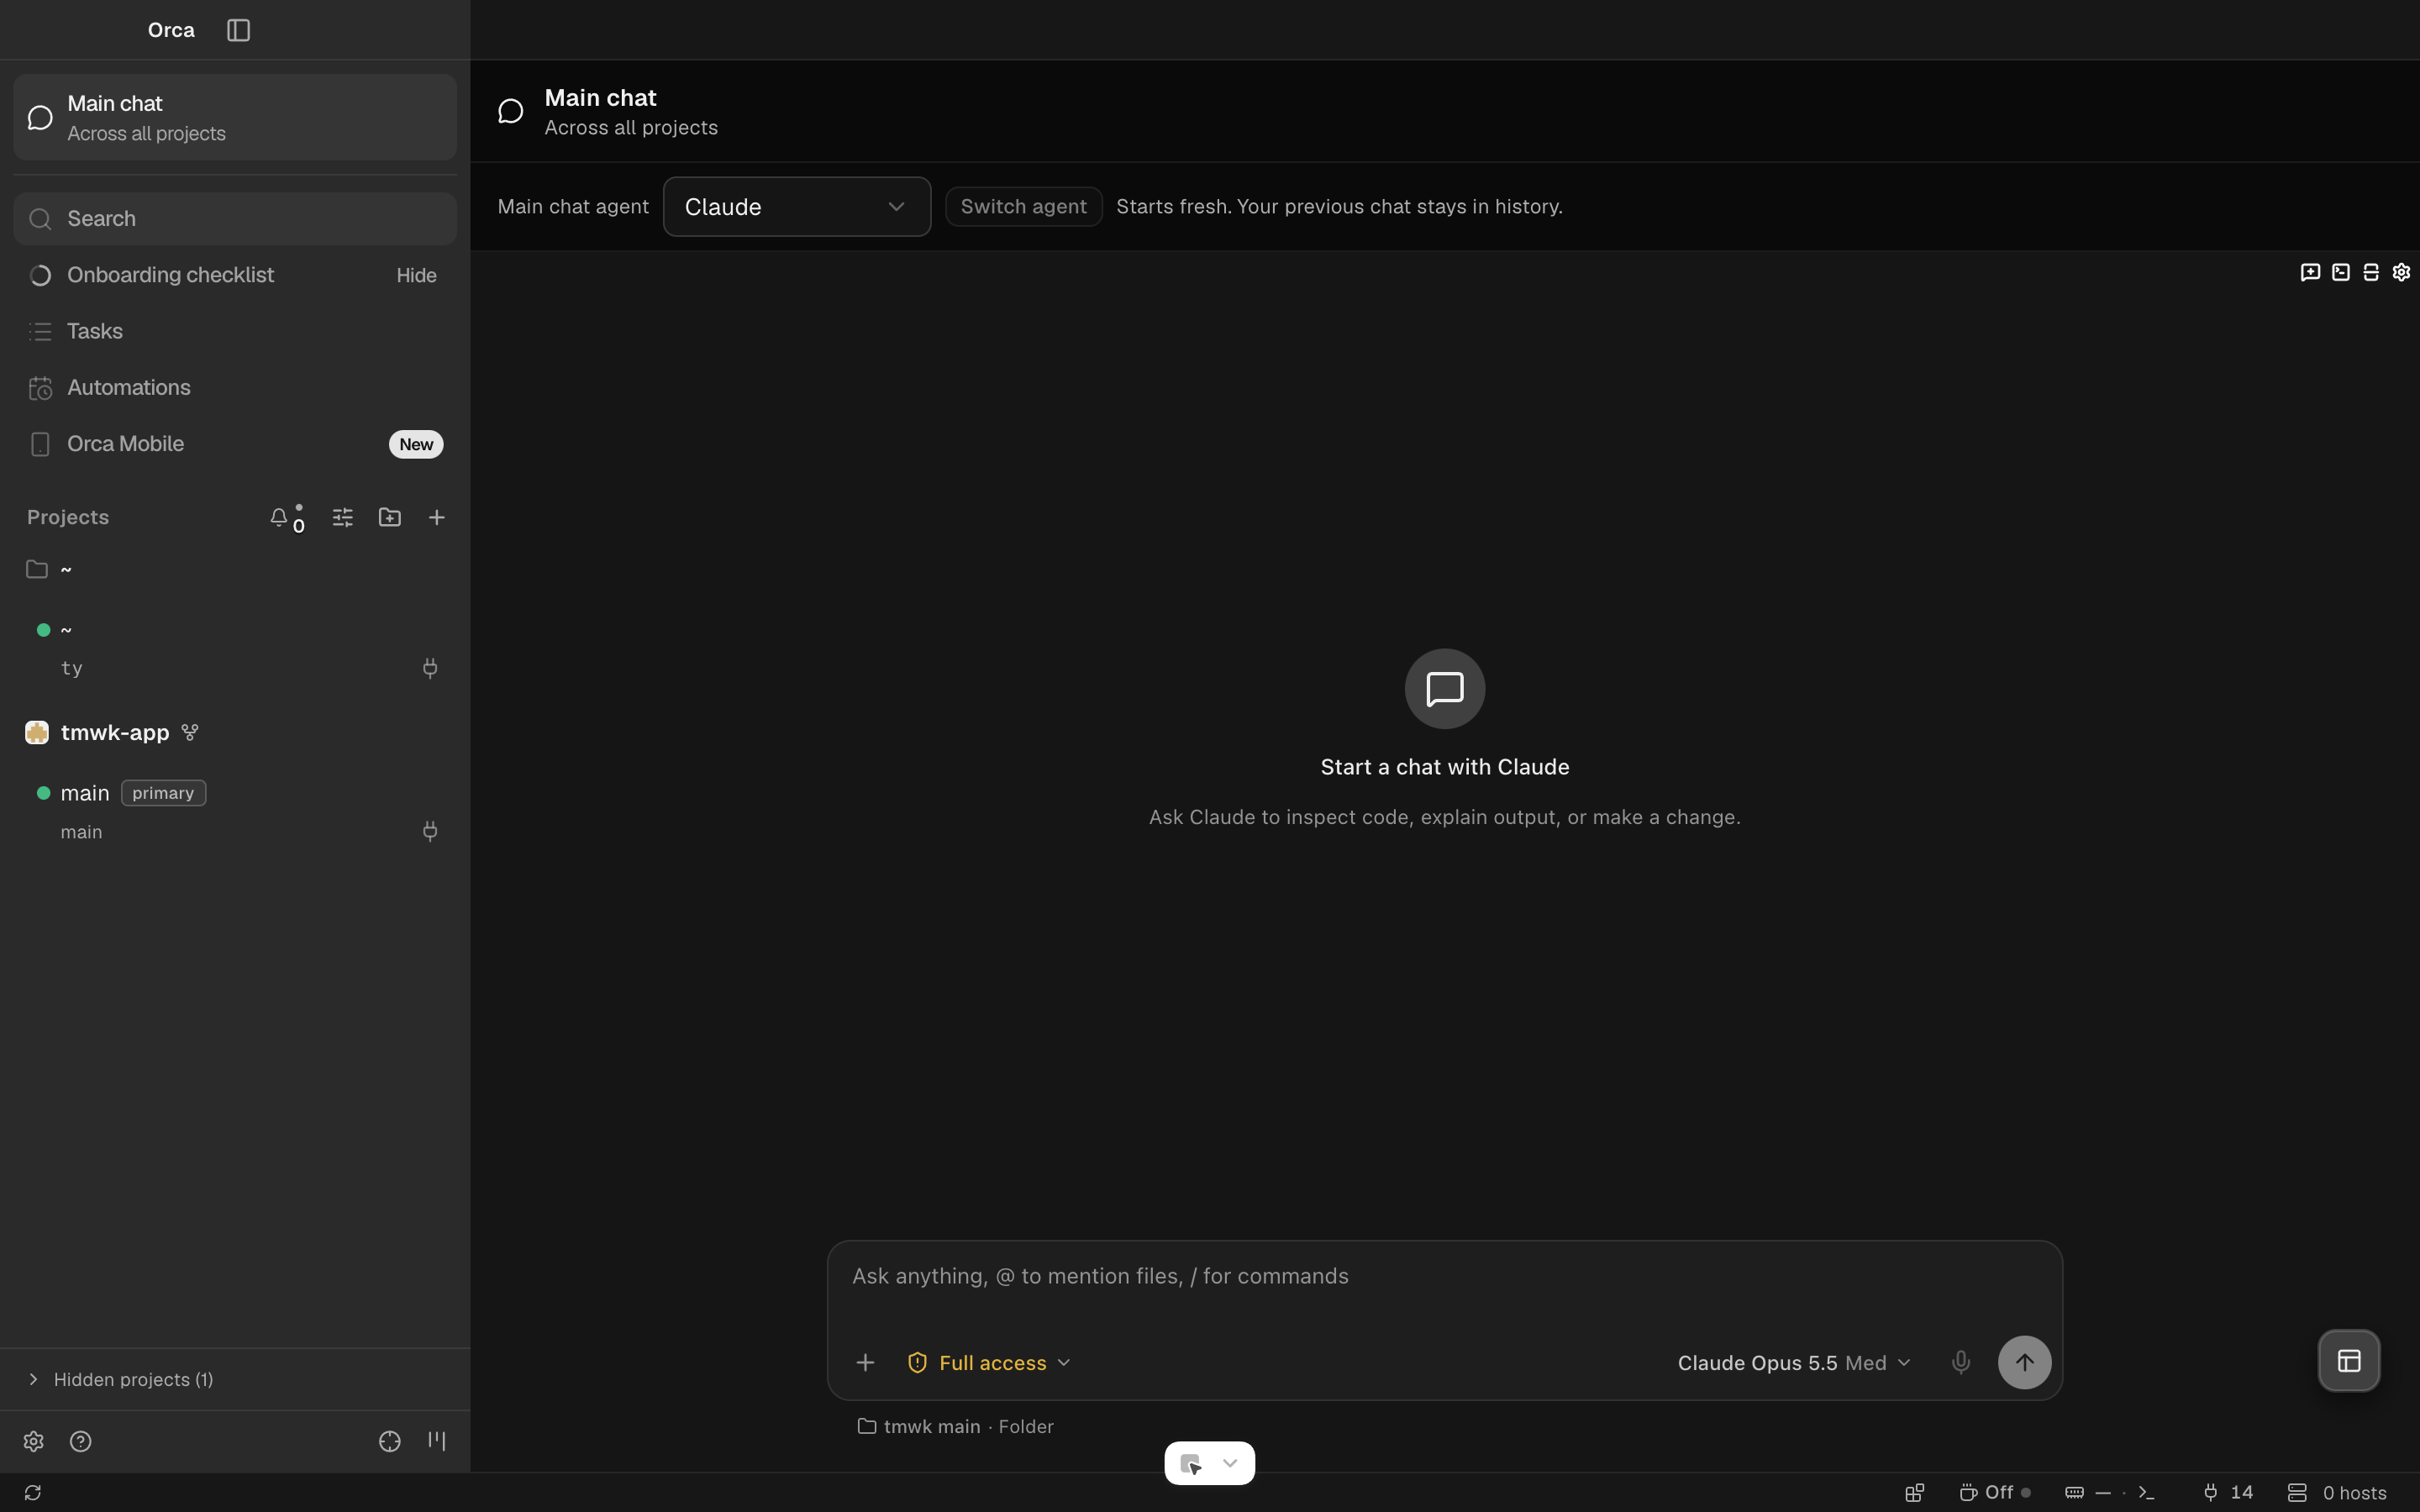 Orca
Main chat
Across all projects
Search
Onboarding checklist Hide
Tasks
Automations
Orca Mobile New
Projects 0
~
~
ty
tmwk-app
main primary
main
Hidden projects (1)
Main chat
Across all projects
Main chat agent Claude Switch agent Starts fresh. Your previous chat stays in history.
Start a chat with Claude
Ask Claude to inspect code, explain output, or make a change.
Ask anything, @ to mention files, / for commands
Full access Claude Opus 5.5 Med
tmwk main · Folder
Off — · 14 0 hosts